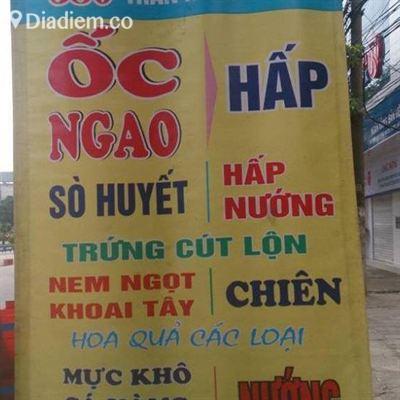 Diadiem.co
ỐC
NGAO
HẤP
SÒ HUYẾT
HẤP
NƯỚNG
TRỨNG CÚT LỘN
NEM NGỌT
KHOAI TÂY
CHIÊN
HOA QUẢ CÁC LOẠI
MỰC KHÔ
NƯỚNG